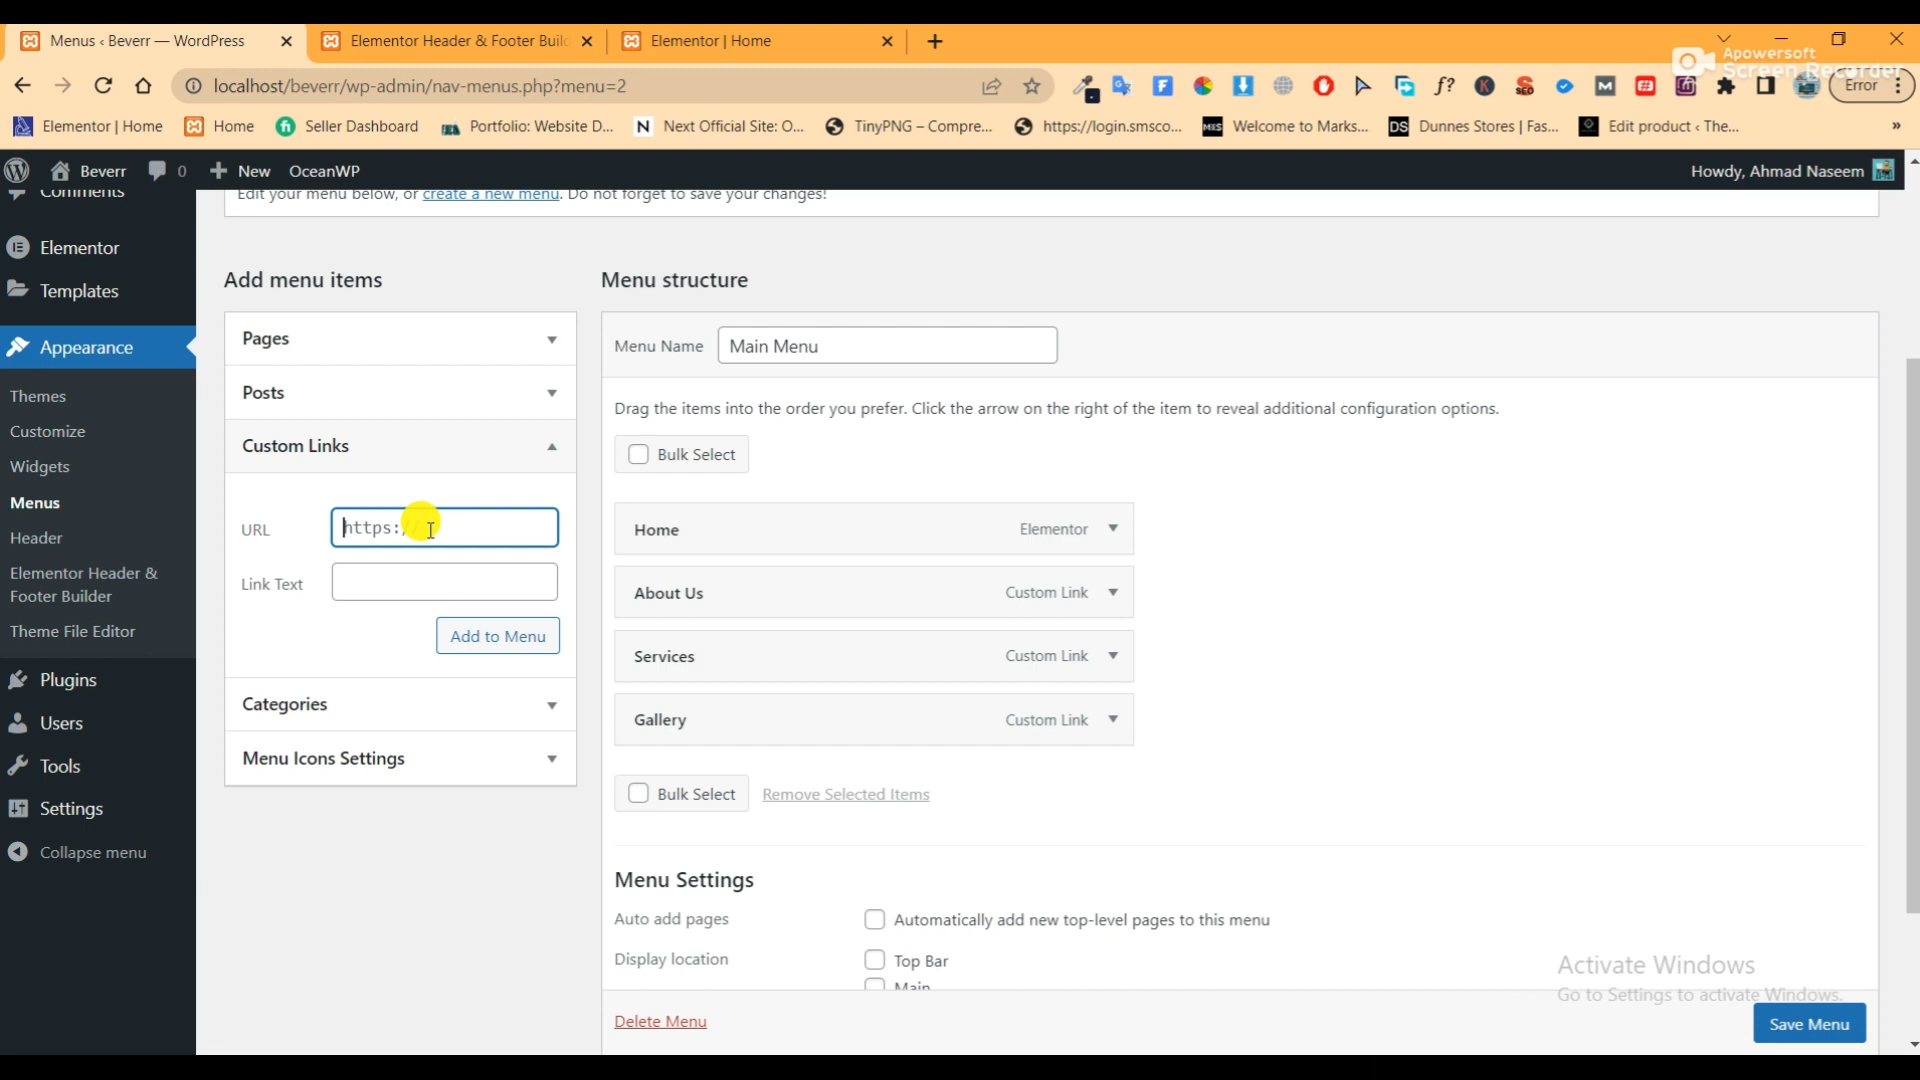 Menus ‹ Beverr — WordPress
Elementor Header & Footer Buil
Elementor | Home
Apowersoft
Screen Recorder
localhost/beverr/wp-admin/nav-menus.php?menu=2
Error
Elementor | Home
Home
Seller Dashboard
Portfolio: Website D...
Next Official Site: O...
TinyPNG – Compre...
https://login.smsco...
Welcome to Marks...
Dunnes Stores | Fas...
Edit product ‹ The...
Beverr
0
New
OceanWP
Howdy, Ahmad Naseem
Comments
Elementor
Templates
Appearance
Themes
Customize
Widgets
Menus
Header
Elementor Header &
Footer Builder
Theme File Editor
Plugins
Users
Tools
Settings
Collapse menu
Edit your menu below, or create a new menu. Do not forget to save your changes!
Add menu items
Pages
Posts
Custom Links
URL
https://
Link Text
Add to Menu
Categories
Menu Icons Settings
Menu structure
Menu Name
Main Menu
Drag the items into the order you prefer. Click the arrow on the right of the item to reveal additional configuration options.
Bulk Select
Home
Elementor
About Us
Custom Link
Services
Custom Link
Gallery
Custom Link
Bulk Select
Remove Selected Items
Menu Settings
Auto add pages
Automatically add new top-level pages to this menu
Display location
Top Bar
Main
Activate Windows
Go to Settings to activate Windows.
Delete Menu
Save Menu